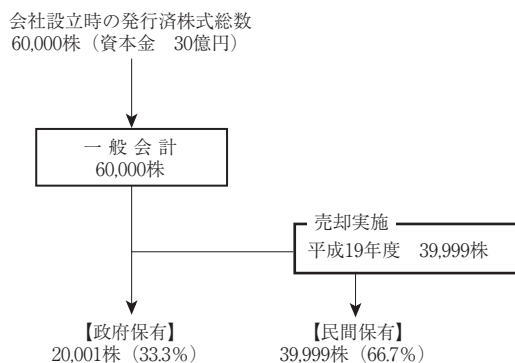 会社設立時の発行済株式総数
60,000株（資本金　30億円）
一 般 会 計
60,000株
売却実施
平成19年度　39,999株
【政府保有】
20,001株（33.3％）
【民間保有】
39,999株（66.7％）